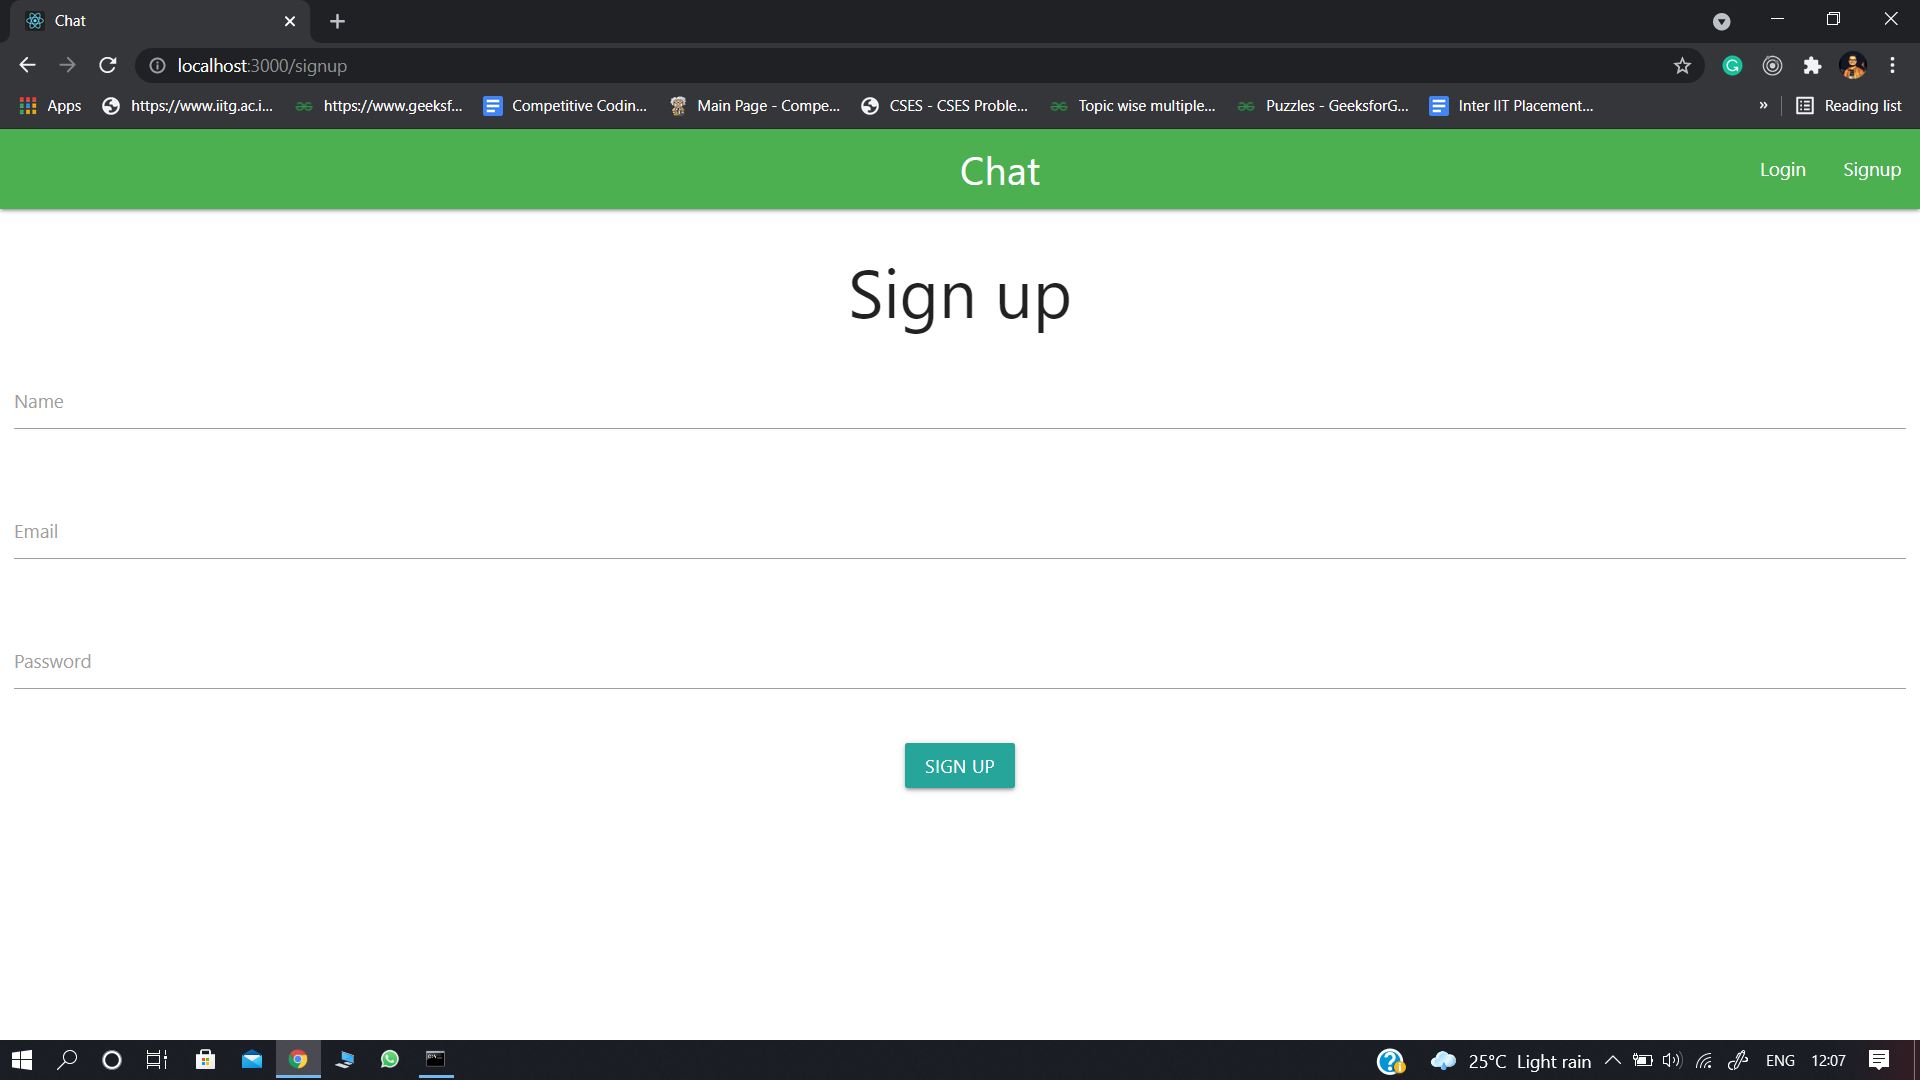 Chat
localhost:3000/signup
Apps https://www.iitg.ac.i... https://www.geeksf... Competitive Codin... Main Page - Compe... CSES - CSES Proble... Topic wise multiple... Puzzles - GeeksforG... Inter IIT Placement... » Reading list
Chat Login Signup
Sign up
Name
Email
Password
SIGN UP
25°C Light rain ENG 12:07